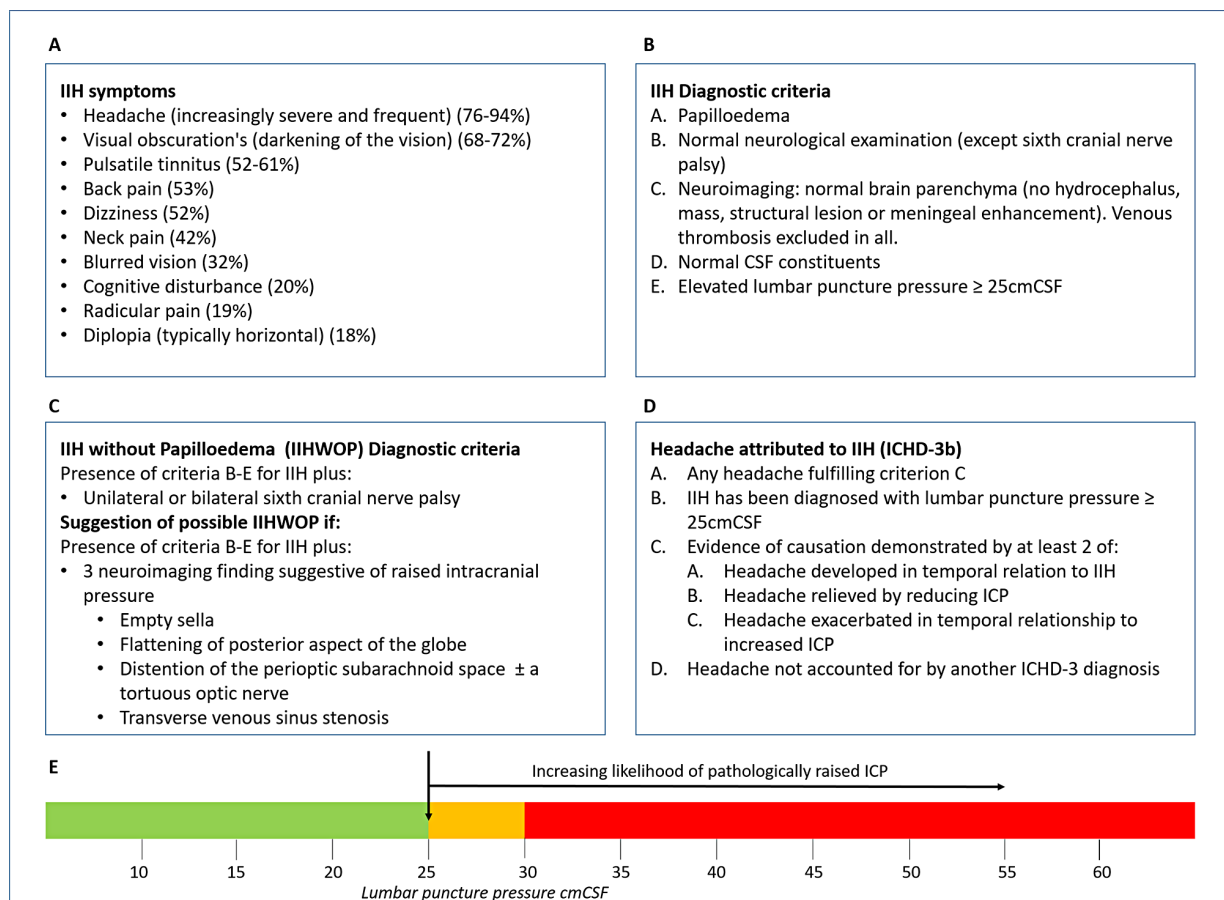 A
IIH symptoms
• Headache (increasingly severe and frequent) (76-94%)
• Visual obscuration's (darkening of the vision) (68-72%)
• Pulsatile tinnitus (52-61%)
• Back pain (53%)
• Dizziness (52%)
• Neck pain (42%)
• Blurred vision (32%)
• Cognitive disturbance (20%)
• Radicular pain (19%)
• Diplopia (typically horizontal) (18%)
B
IIH Diagnostic criteria
A. Papilloedema
B. Normal neurological examination (except sixth cranial nerve
palsy)
C. Neuroimaging: normal brain parenchyma (no hydrocephalus,
mass, structural lesion or meningeal enhancement). Venous
thrombosis excluded in all.
D. Normal CSF constituents
E. Elevated lumbar puncture pressure ≥ 25cmCSF
C
IIH without Papilloedema (IIHWOP) Diagnostic criteria
Presence of criteria B-E for IIH plus:
• Unilateral or bilateral sixth cranial nerve palsy
Suggestion of possible IIHWOP if:
Presence of criteria B-E for IIH plus:
• 3 neuroimaging finding suggestive of raised intracranial
pressure
• Empty sella
• Flattening of posterior aspect of the globe
• Distention of the perioptic subarachnoid space ± a
tortuous optic nerve
• Transverse venous sinus stenosis
D
Headache attributed to IIH (ICHD-3b)
A. Any headache fulfilling criterion C
B. IIH has been diagnosed with lumbar puncture pressure ≥
25cmCSF
C. Evidence of causation demonstrated by at least 2 of:
A. Headache developed in temporal relation to IIH
B. Headache relieved by reducing ICP
C. Headache exacerbated in temporal relationship to
increased ICP
D. Headache not accounted for by another ICHD-3 diagnosis
E
Increasing likelihood of pathologically raised ICP
10 15 20 25 30 35 40 45 50 55 60
Lumbar puncture pressure cmCSF